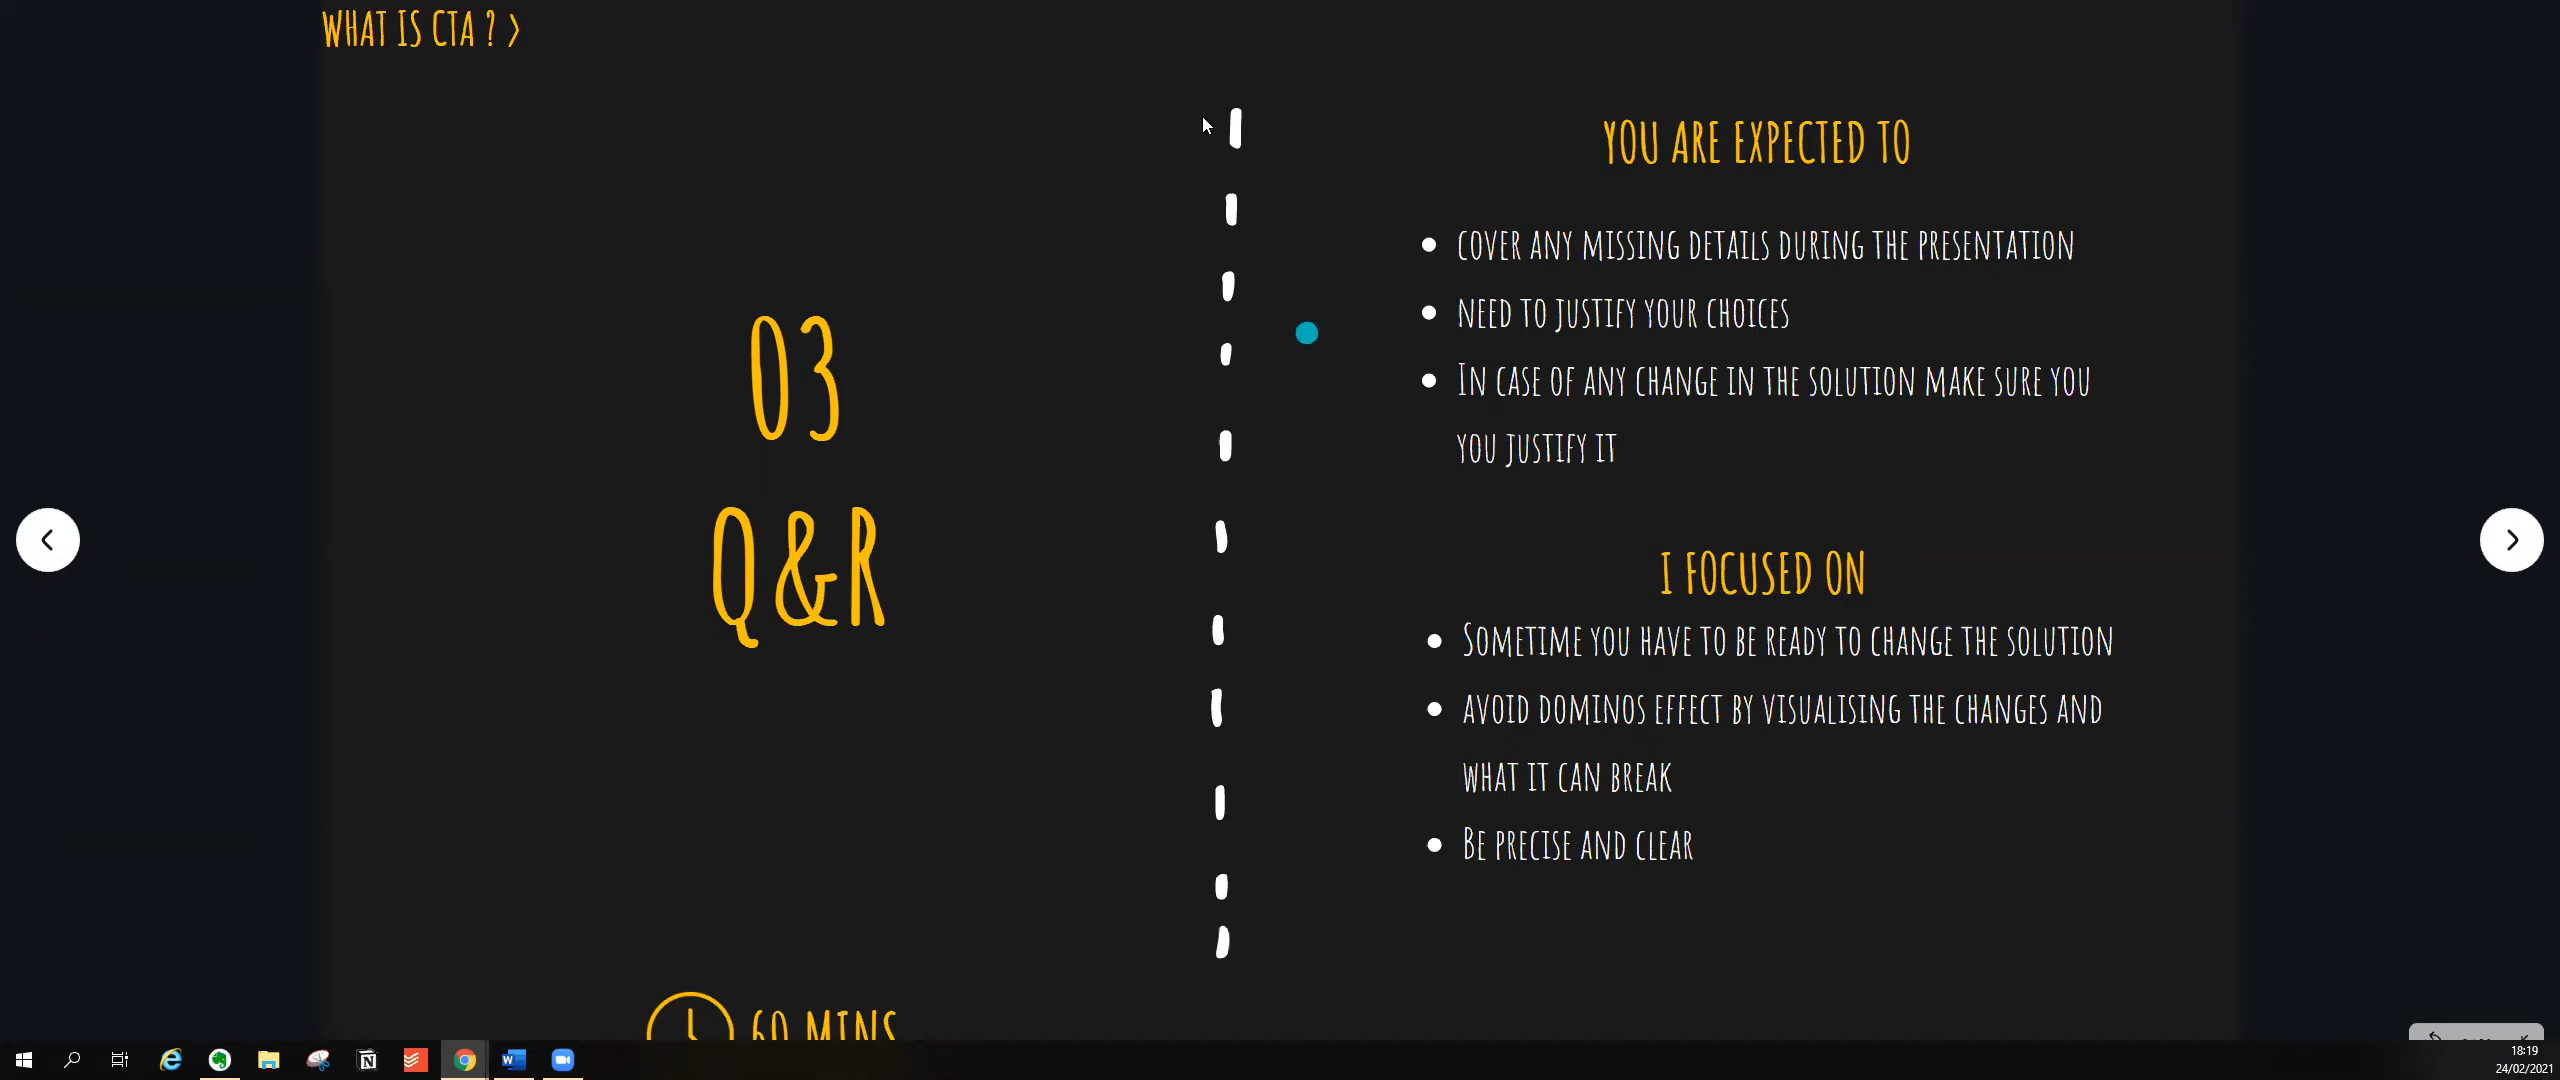 WHAT IS CTA ? >
03
Q&R
60 MINS
YOU ARE EXPECTED TO
COVER ANY MISSING DETAILS DURING THE PRESENTATION
NEED TO JUSTIFY YOUR CHOICES
IN CASE OF ANY CHANGE IN THE SOLUTION MAKE SURE YOU
YOU JUSTIFY IT
I FOCUSED ON
SOMETIME YOU HAVE TO BE READY TO CHANGE THE SOLUTION
AVOID DOMINOS EFFECT BY VISUALISING THE CHANGES AND
WHAT IT CAN BREAK
BE PRECISE AND CLEAR
18:19
24/02/2021